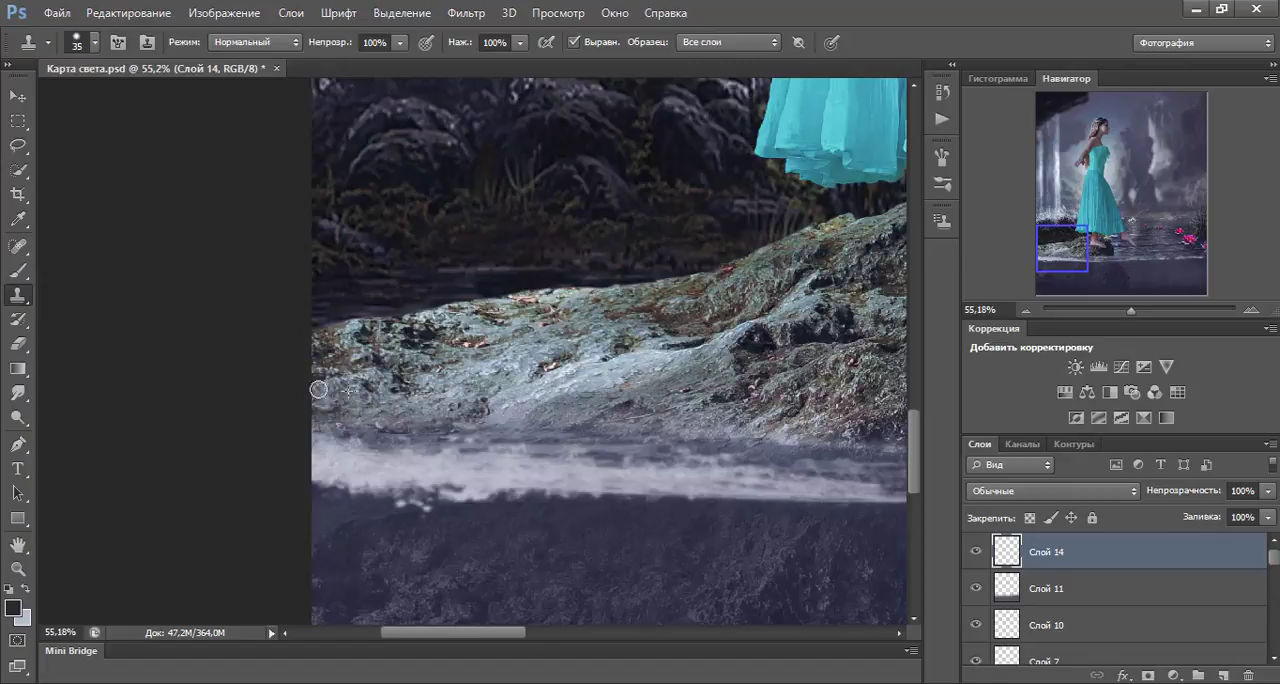 Ps Файл Редактирование Изображение Слои Шрифт Выделение Фильтр 3D Просмотр Окно Справка
35 Режим: Нормальный Непрозр.: 100% Наж.: 100% Выравн. Образец: Все слои Фотография
Карта света.psd @ 55,2% (Слой 14, RGB/8) * ×
Гистограмма Навигатор
55,18%
Коррекция
Добавить корректировку
Слои Каналы Контуры
Вид
Обычные Непрозрачность: 100%
Закрепить: Заливка: 100%
Слой 14
Слой 11
Слой 10
Слой 7
55,18% Док: 47,2M/364,0M
Mini Bridge